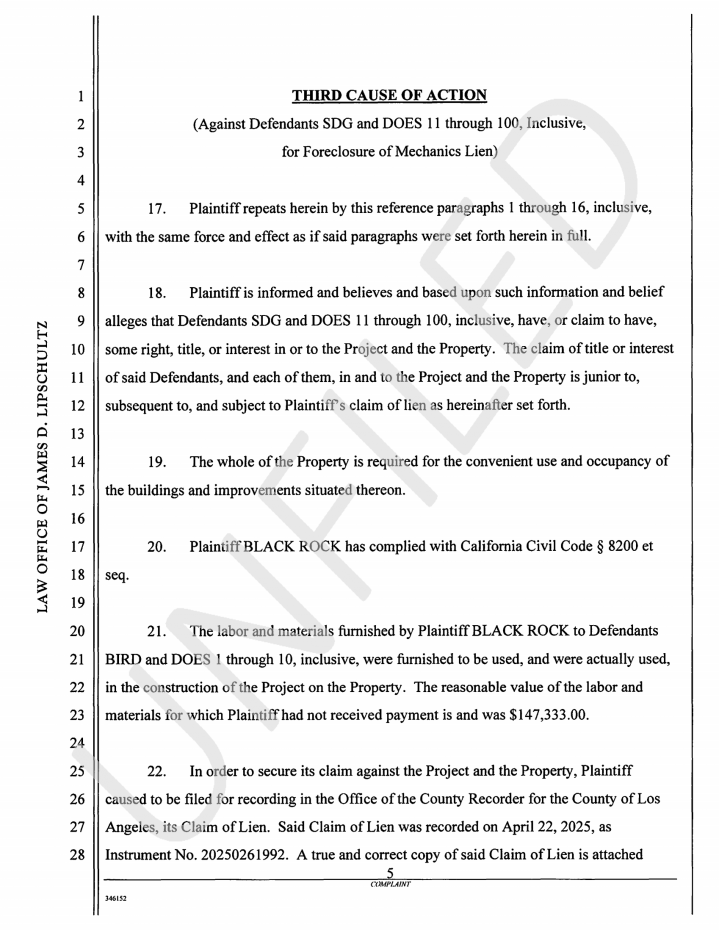 LAW OFFICE OF JAMES D. LIPSCHULTZ
UNFILED
1 THIRD CAUSE OF ACTION
2 (Against Defendants SDG and DOES 11 through 100, Inclusive,
3 for Foreclosure of Mechanics Lien)
4
5 17. Plaintiff repeats herein by this reference paragraphs 1 through 16, inclusive,
6 with the same force and effect as if said paragraphs were set forth herein in full.
7
8 18. Plaintiff is informed and believes and based upon such information and belief
9 alleges that Defendants SDG and DOES 11 through 100, inclusive, have, or claim to have,
10 some right, title, or interest in or to the Project and the Property. The claim of title or interest
11 of said Defendants, and each of them, in and to the Project and the Property is junior to,
12 subsequent to, and subject to Plaintiff's claim of lien as hereinafter set forth.
13
14 19. The whole of the Property is required for the convenient use and occupancy of
15 the buildings and improvements situated thereon.
16
17 20. Plaintiff BLACK ROCK has complied with California Civil Code § 8200 et
18 seq.
19
20 21. The labor and materials furnished by Plaintiff BLACK ROCK to Defendants
21 BIRD and DOES 1 through 10, inclusive, were furnished to be used, and were actually used,
22 in the construction of the Project on the Property. The reasonable value of the labor and
23 materials for which Plaintiff had not received payment is and was $147,333.00.
24
25 22. In order to secure its claim against the Project and the Property, Plaintiff
26 caused to be filed for recording in the Office of the County Recorder for the County of Los
27 Angeles, its Claim of Lien. Said Claim of Lien was recorded on April 22, 2025, as
28 Instrument No. 20250261992. A true and correct copy of said Claim of Lien is attached
5
COMPLAINT
346152